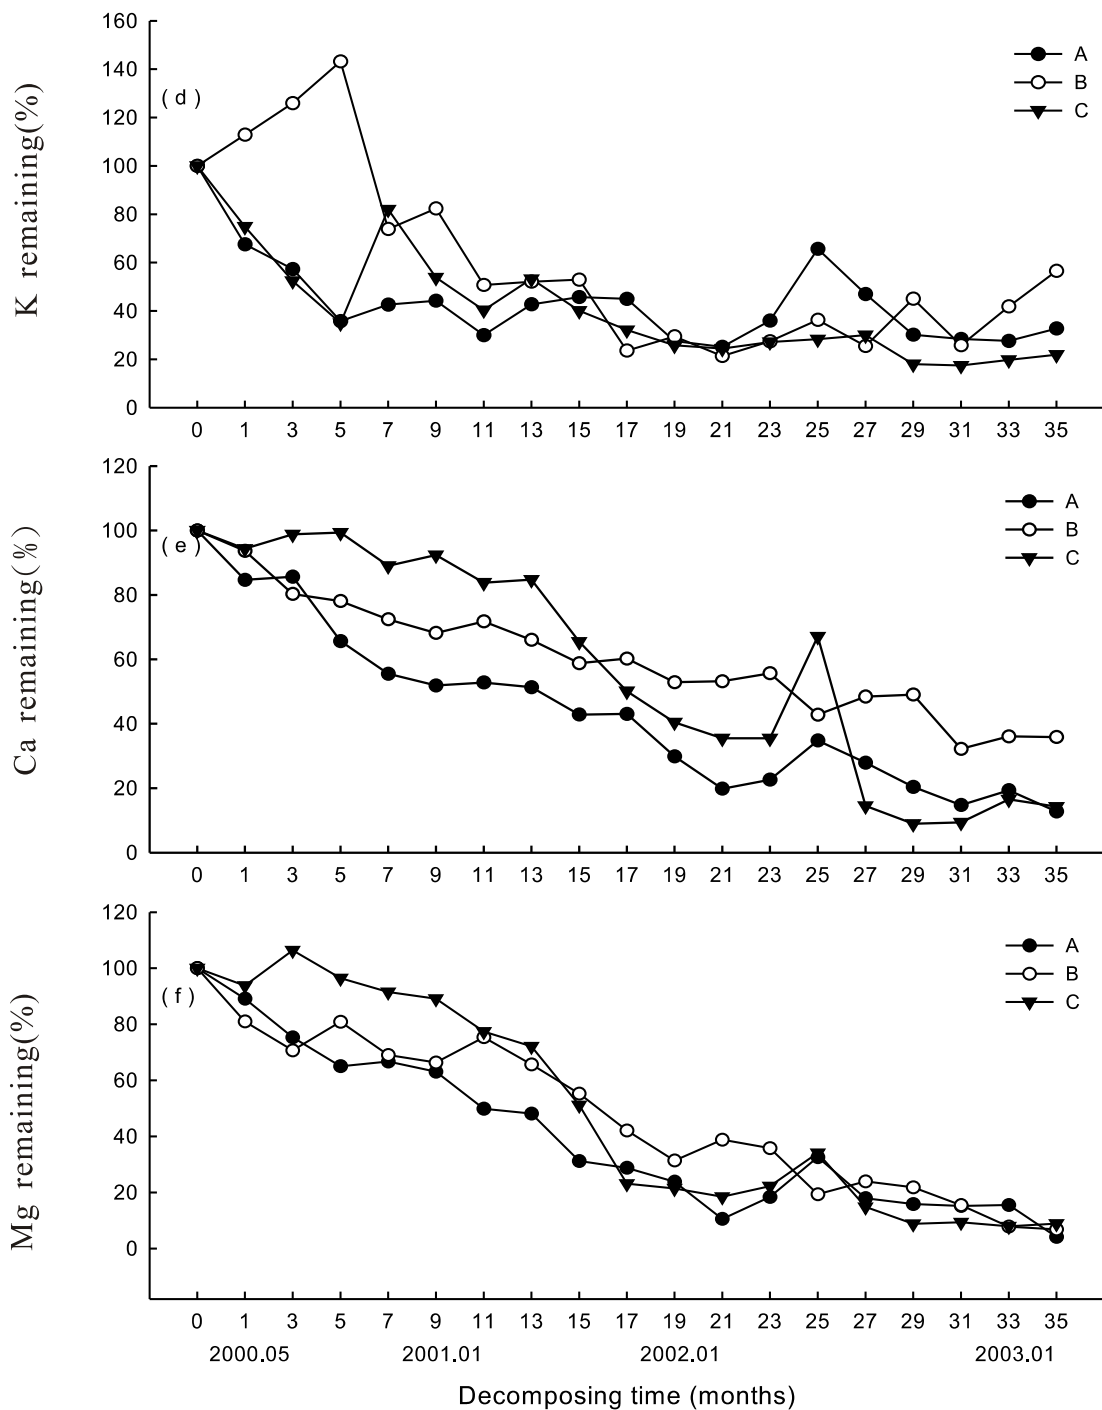 K remaining(%)
160
140
120
100
80
60
40
20
0
(d)
A
B
C
0 1 3 5 7 9 11 13 15 17 19 21 23 25 27 29 31 33 35
Ca remaining(%)
120
100
80
60
40
20
0
(e)
A
B
C
0 1 3 5 7 9 11 13 15 17 19 21 23 25 27 29 31 33 35
Mg remaining(%)
120
100
80
60
40
20
0
(f)
A
B
C
0 1 3 5 7 9 11 13 15 17 19 21 23 25 27 29 31 33 35
2000.05 2001.01 2002.01 2003.01
Decomposing time (months)